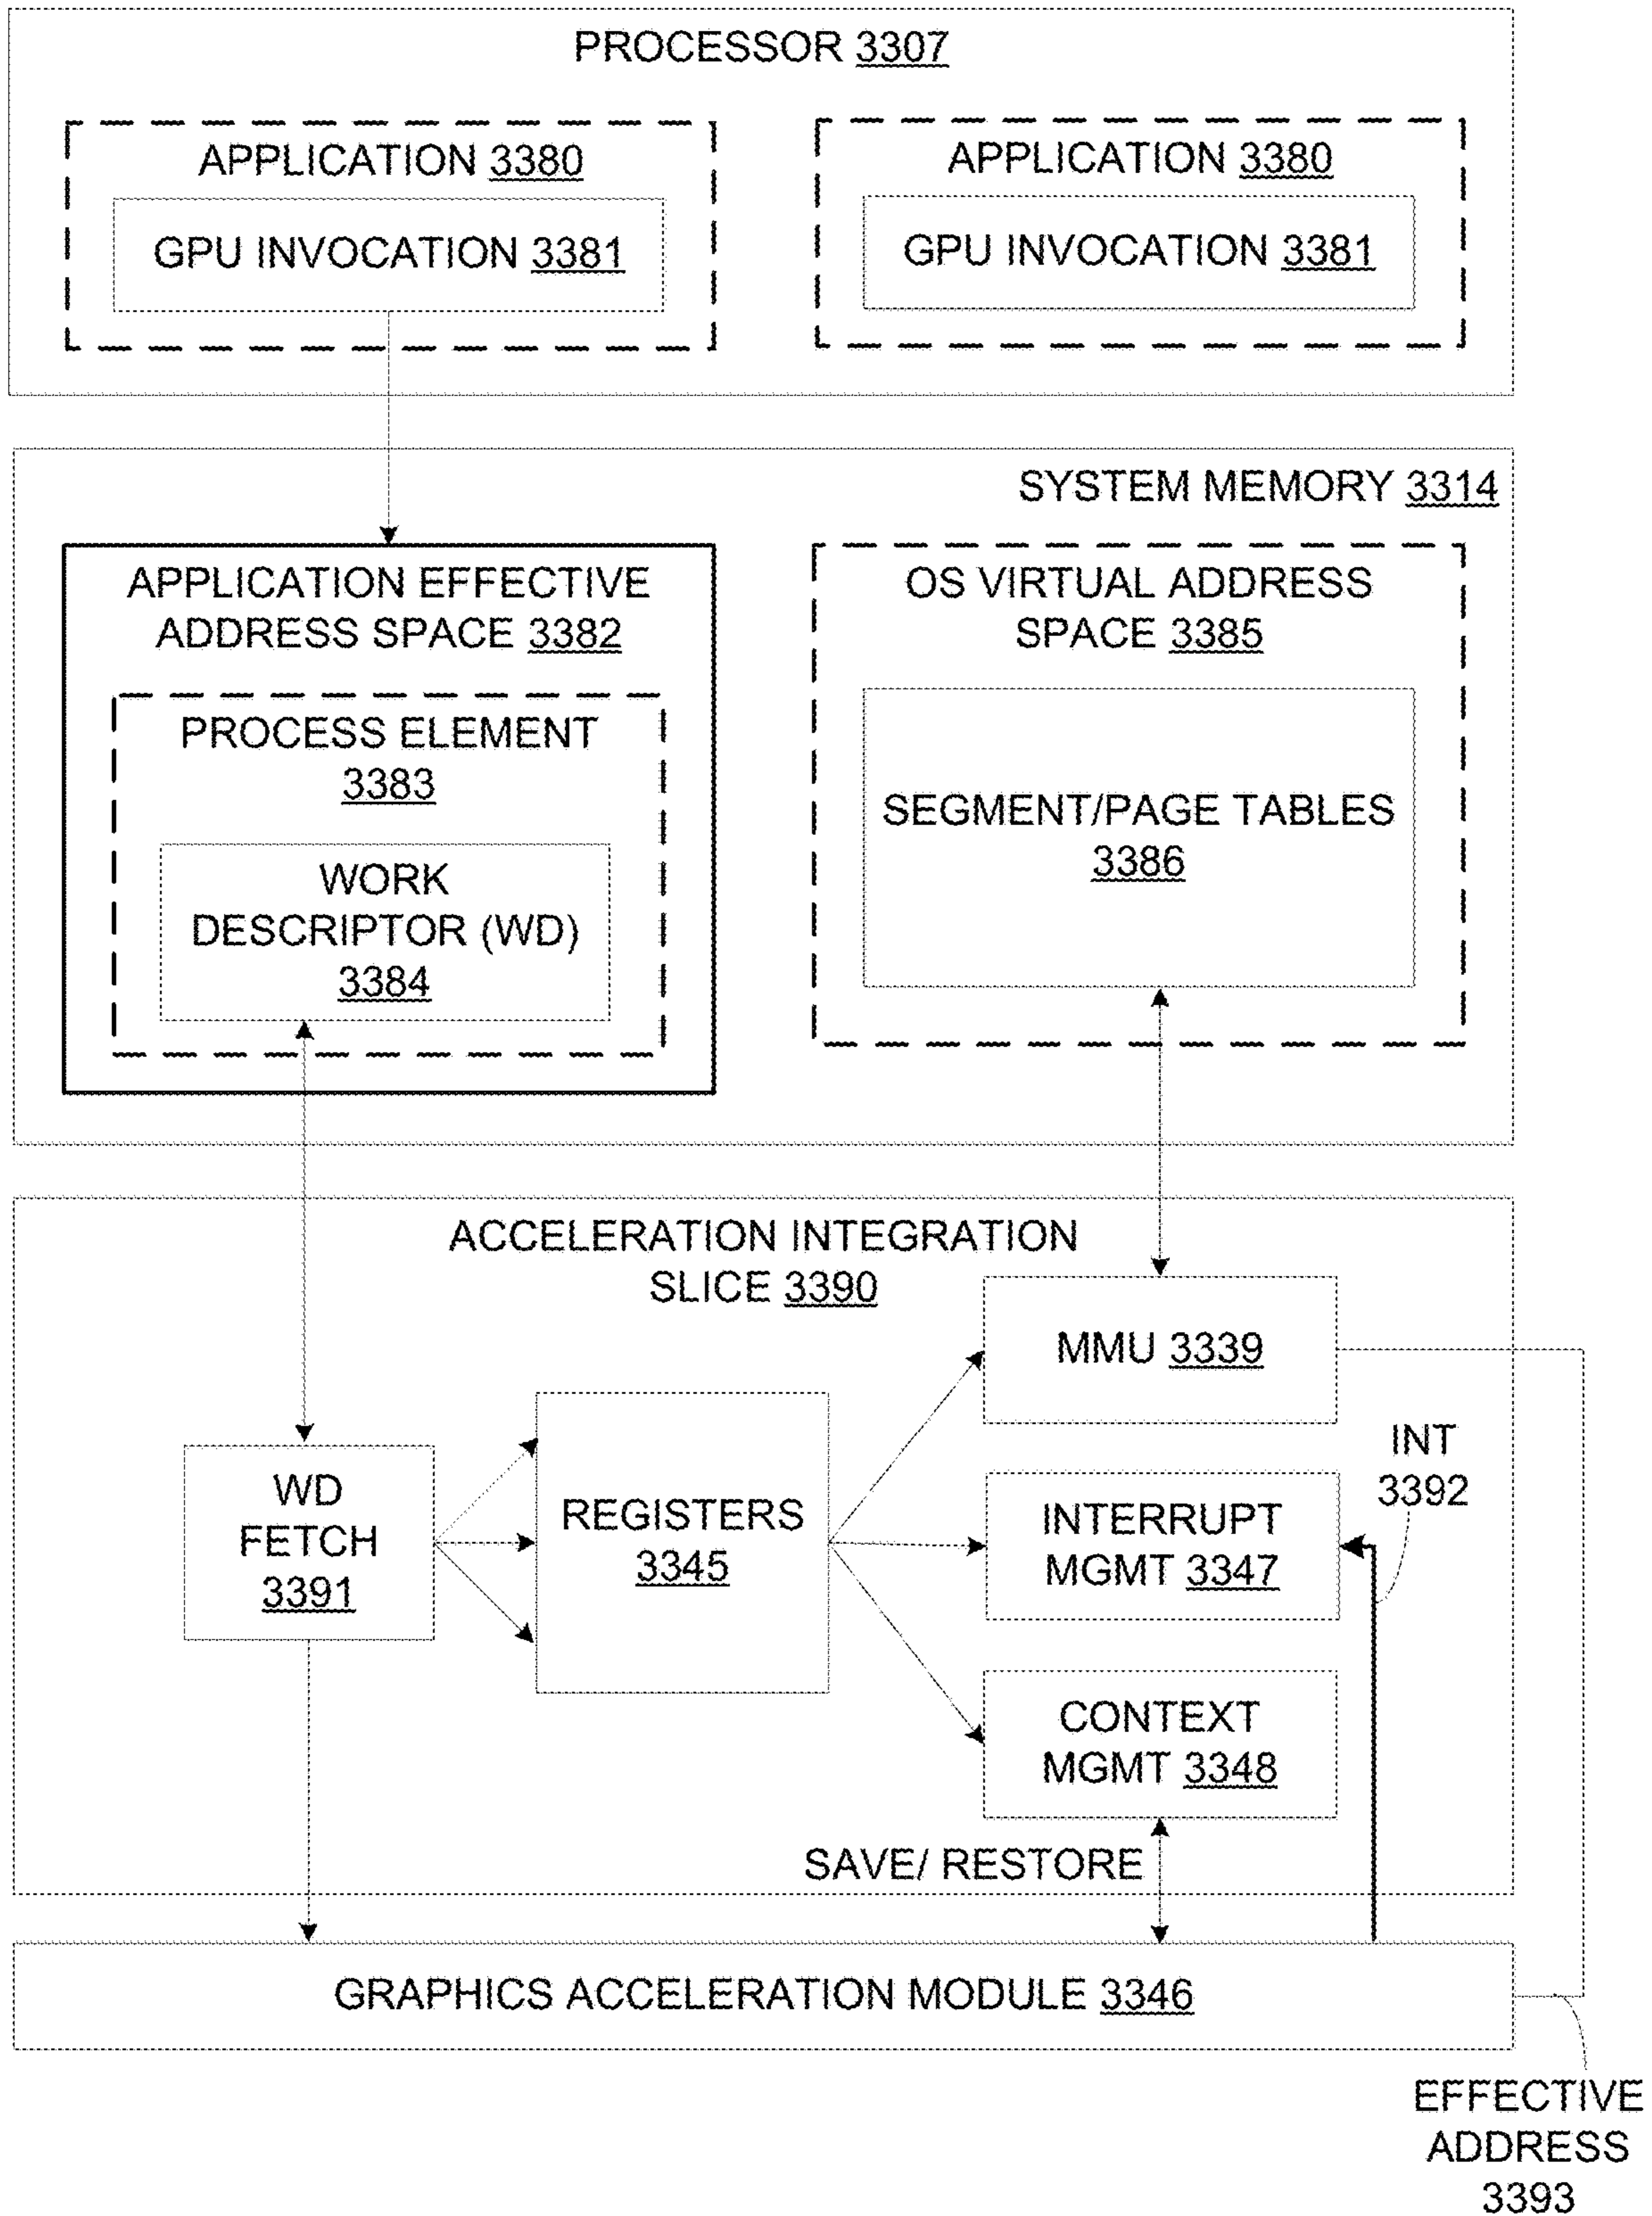 PROCESSOR 3307
APPLICATION 3380
GPU INVOCATION 3381
APPLICATION 3380
GPU INVOCATION 3381
SYSTEM MEMORY 3314
APPLICATION EFFECTIVE
ADDRESS SPACE 3382
PROCESS ELEMENT
3383
WORK
DESCRIPTOR (WD)
3384
OS VIRTUAL ADDRESS
SPACE 3385
SEGMENT/PAGE TABLES
3386
ACCELERATION INTEGRATION
SLICE 3390
WD
FETCH
3391
REGISTERS
3345
MMU 3339
INTERRUPT
MGMT 3347
CONTEXT
MGMT 3348
INT
3392
SAVE/ RESTORE
GRAPHICS ACCELERATION MODULE 3346
EFFECTIVE
ADDRESS
3393